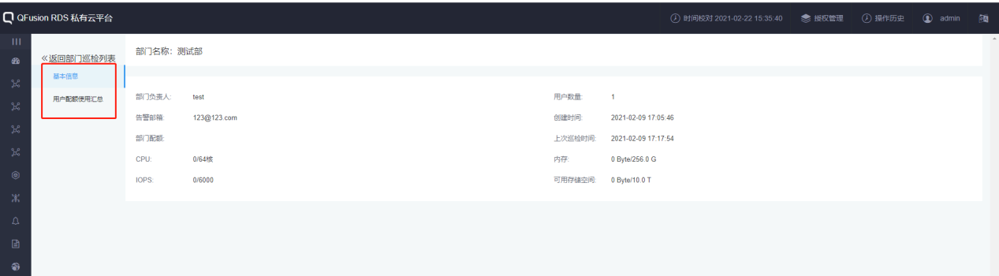 QFusion RDS 私有云平台
时间校对 2021-02-22 15:35:40 授权管理 操作历史 admin
返回部门巡检列表
基本信息
用户配额使用汇总
部门名称：测试部
部门负责人: test
用户数量: 1
告警邮箱: 123@123.com
创建时间: 2021-02-09 17:05:46
部门配额:
上次巡检时间: 2021-02-09 17:17:54
CPU: 0/64核
内存: 0 Byte/256.0 G
IOPS: 0/6000
可用存储空间: 0 Byte/10.0 T